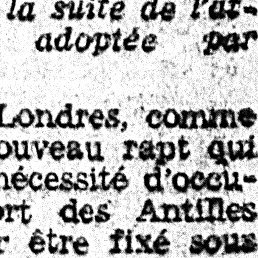 la suite de l'at-
adoptée par
Londres, comme
ouveau rapt qui
nécessité d'occu-
ort des Antilles
r être fixé sous